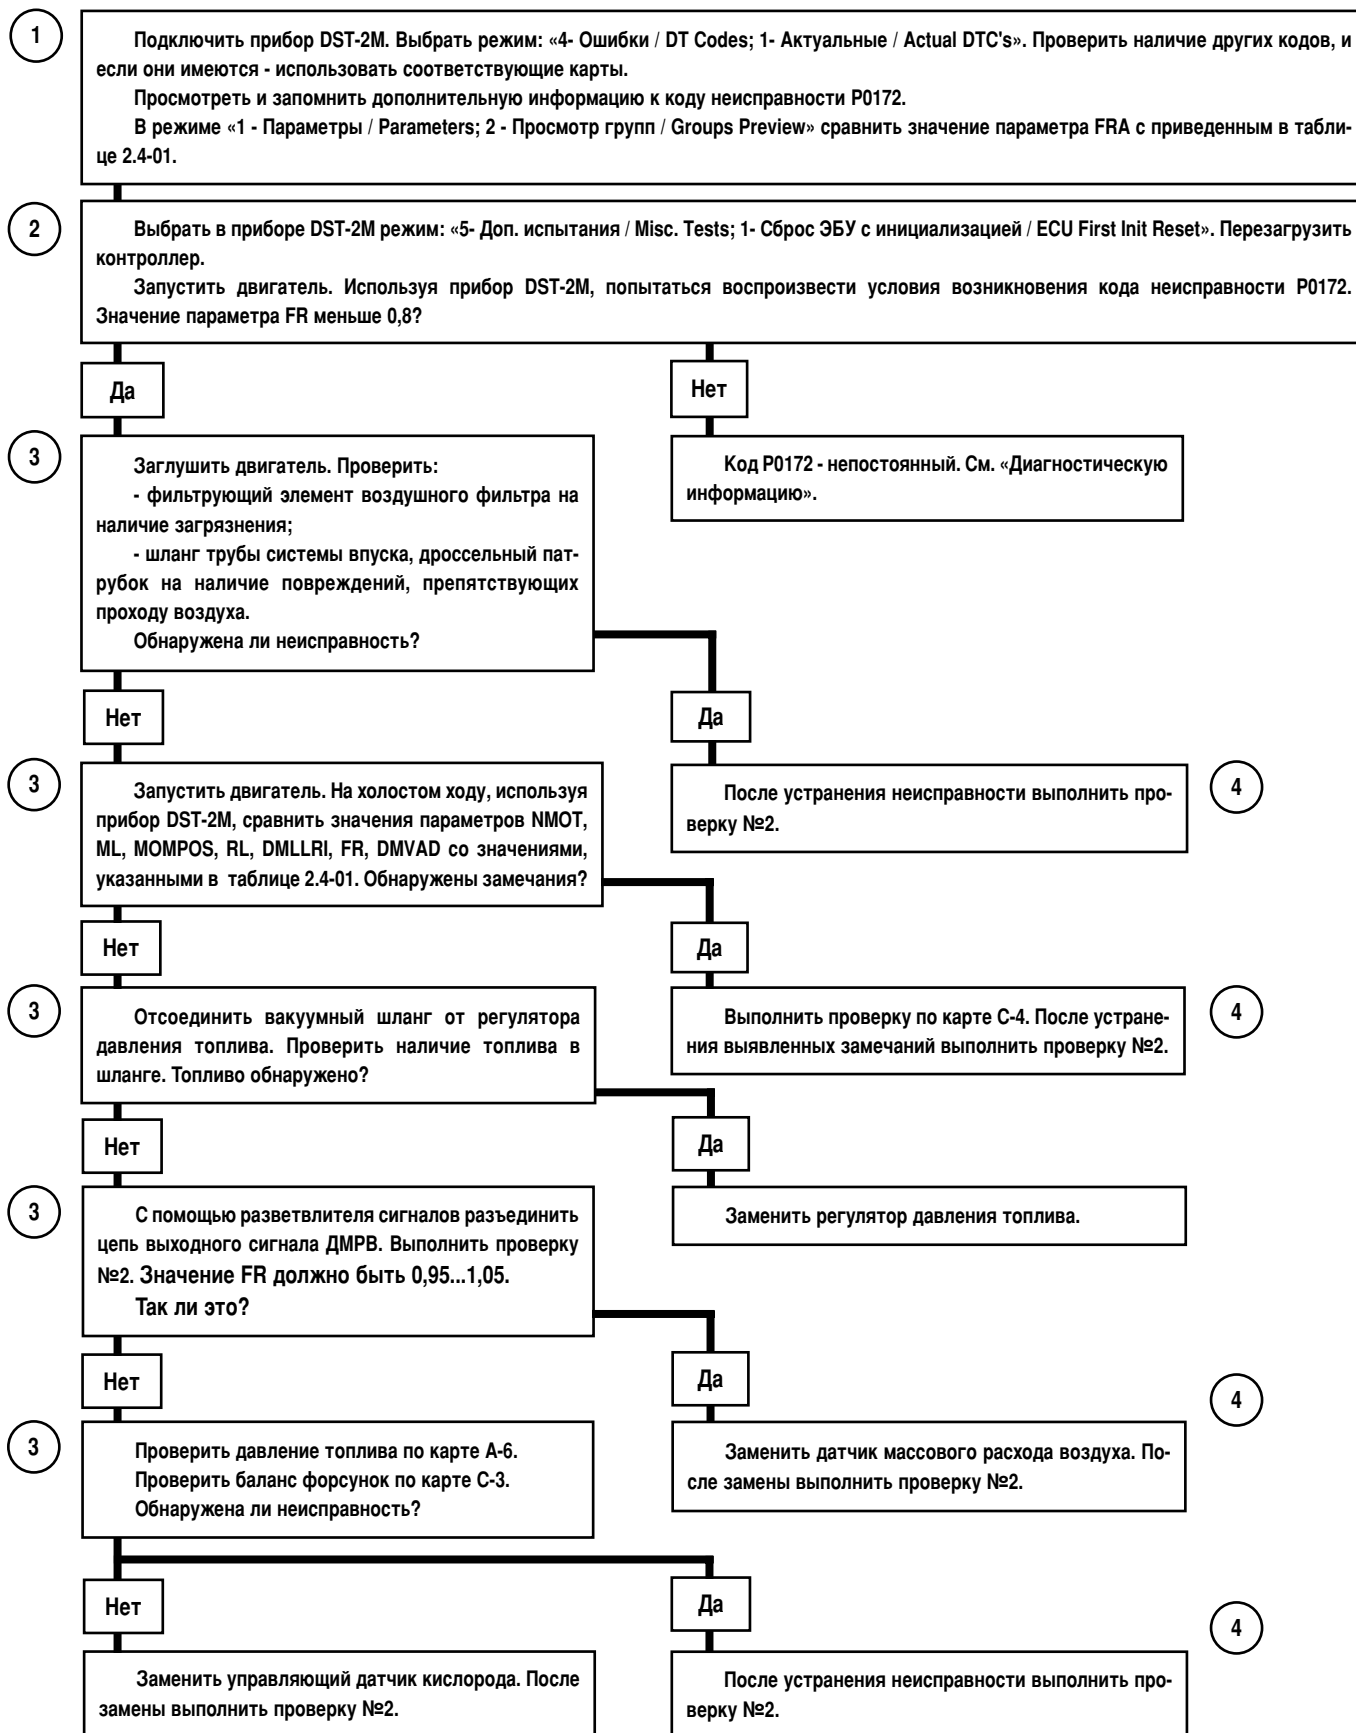 1
Подключить прибор DST-2M. Выбрать режим: «4- Ошибки / DT Codes; 1- Актуальные / Actual DTC's». Проверить наличие других кодов, и
если они имеются - использовать соответствующие карты.
Просмотреть и запомнить дополнительную информацию к коду неисправности P0172.
В режиме «1 - Параметры / Parameters; 2 - Просмотр групп / Groups Preview» сравнить значение параметра FRA с приведенным в табли-
це 2.4-01.
2
Выбрать в приборе DST-2M режим: «5- Доп. испытания / Misc. Tests; 1- Сброс ЭБУ с инициализацией / ECU First Init Reset». Перезагрузить
контроллер.
Запустить двигатель. Используя прибор DST-2M, попытаться воспроизвести условия возникновения кода неисправности P0172.
Значение параметра FR меньше 0,8?
Да
Нет
3
Заглушить двигатель. Проверить:
- фильтрующий элемент воздушного фильтра на
наличие загрязнения;
- шланг трубы системы впуска, дроссельный пат-
рубок на наличие повреждений, препятствующих
проходу воздуха.
Обнаружена ли неисправность?
Код P0172 - непостоянный. См. «Диагностическую
информацию».
Нет
Да
3
Запустить двигатель. На холостом ходу, используя
прибор DST-2M, сравнить значения параметров NMOT,
ML, MOMPOS, RL, DMLLRI, FR, DMVAD со значениями,
указанными в таблице 2.4-01. Обнаружены замечания?
После устранения неисправности выполнить про-
верку №2.
4
Нет
Да
3
Отсоединить вакуумный шланг от регулятора
давления топлива. Проверить наличие топлива в
шланге. Топливо обнаружено?
Выполнить проверку по карте С-4. После устране-
ния выявленных замечаний выполнить проверку №2.
4
Нет
Да
3
С помощью разветвлителя сигналов разъединить
цепь выходного сигнала ДМРВ. Выполнить проверку
№2. Значение FR должно быть 0,95...1,05.
Так ли это?
Заменить регулятор давления топлива.
Нет
Да
4
3
Проверить давление топлива по карте А-6.
Проверить баланс форсунок по карте С-3.
Обнаружена ли неисправность?
Заменить датчик массового расхода воздуха. По-
сле замены выполнить проверку №2.
Нет
Да
4
Заменить управляющий датчик кислорода. После
замены выполнить проверку №2.
После устранения неисправности выполнить про-
верку №2.